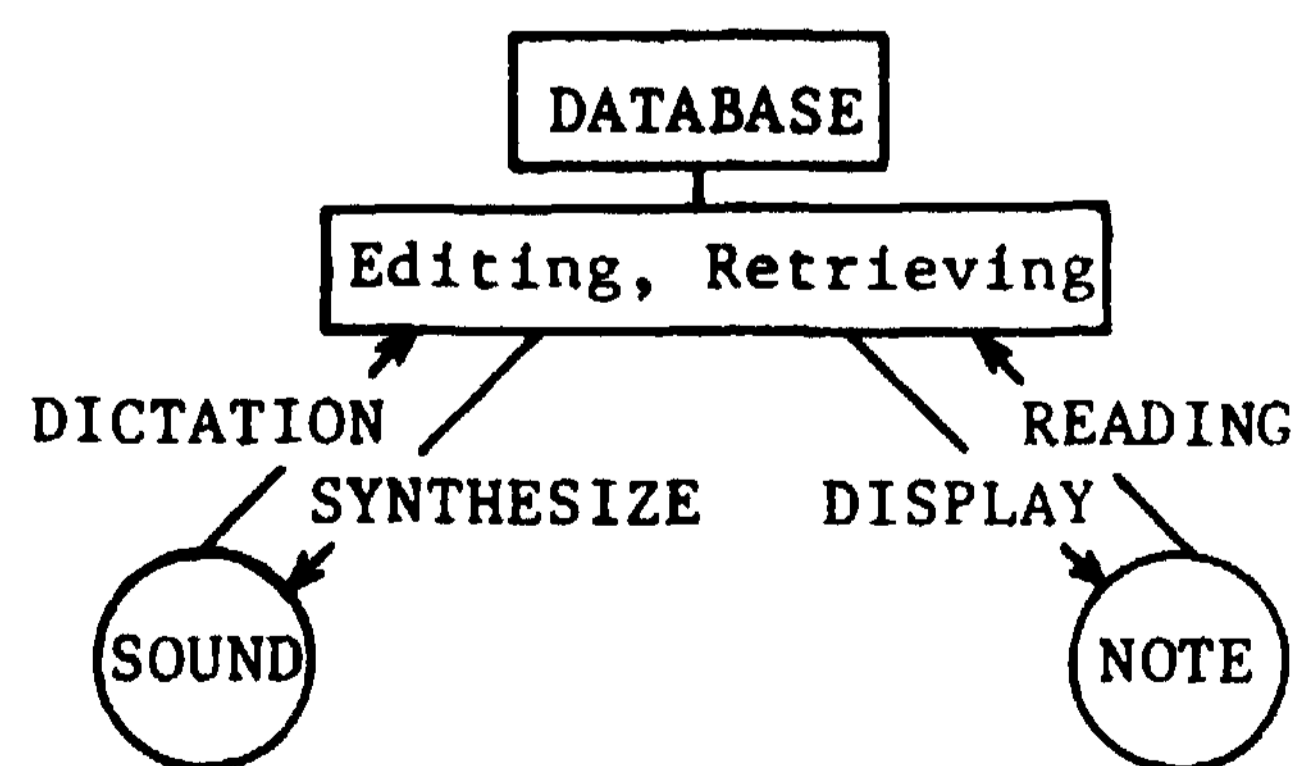 DATABASE
Editing, Retrieving
DICTATION
READING
SYNTHESIZE
DISPLAY
SOUND
NOTE